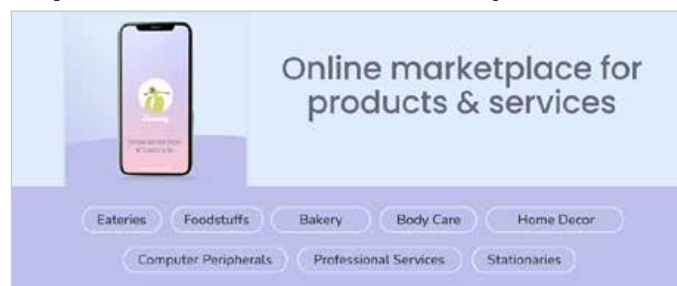 Online marketplace for
products & services
Eateries
Foodstuffs
Bakery
Body Care
Home Decor
Computer Peripherals
Professional Services
Stationaries